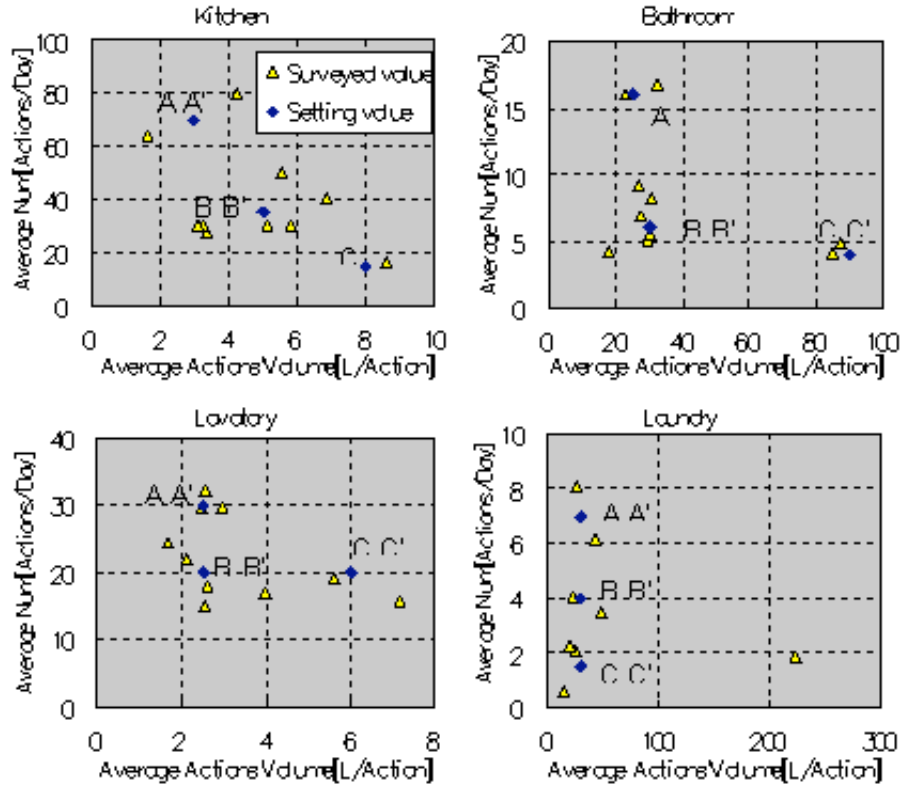 Kitchen
Average Num[Actions/Day]
100
80
60
40
20
0
A A'
B B'
C
Surveyed value
Setting value
0 2 4 6 8 10
Average Actions'Volume[L/Action]
Bathroom
Average Num[Actions/Day]
20
15
10
5
0
A
B B'
C C'
0 20 40 60 80 100
Average Actions'Volume[L/Action]
Lavatory
Average Num[Actions/Day]
40
30
20
10
0
A A'
B B'
C C'
0 2 4 6 8
Average Actions'Volume[L/Action]
Laundry
Average Num[Actions/Day]
10
8
6
4
2
0
A A'
B B'
C C'
0 100 200 300
Average Actions'Volume[L/Action]